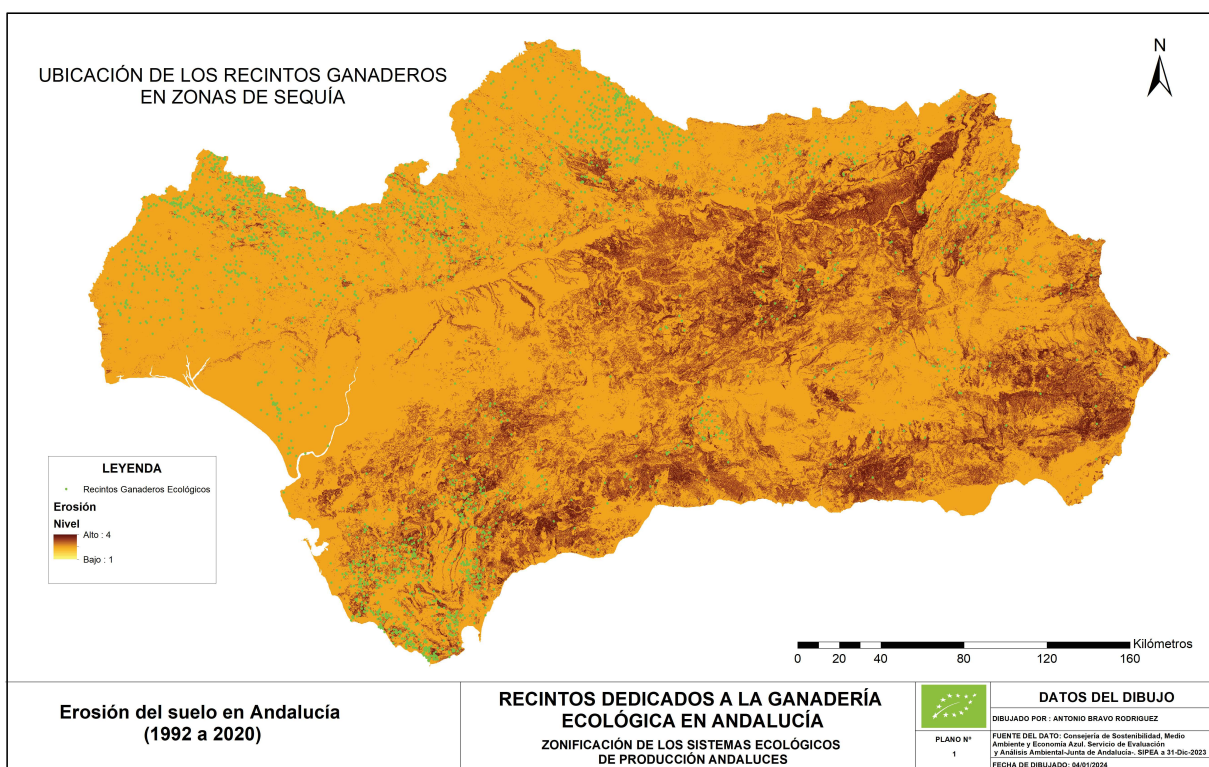 UBICACIÓN DE LOS RECINTOS GANADEROS
EN ZONAS DE SEQUÍA
N
LEYENDA
Recintos Ganaderos Ecológicos
Erosión
Nivel
Alto : 4
Bajo : 1
Kilómetros
0 20 40 80 120 160
Erosión del suelo en Andalucía
(1992 a 2020)
RECINTOS DEDICADOS A LA GANADERÍA
ECOLÓGICA EN ANDALUCÍA
ZONIFICACIÓN DE LOS SISTEMAS ECOLÓGICOS
DE PRODUCCIÓN ANDALUCES
PLANO Nº
1
DATOS DEL DIBUJO
DIBUJADO POR : ANTONIO BRAVO RODRIGUEZ
FUENTE DEL DATO: Consejería de Sostenibilidad, Medio
Ambiente y Economía Azul. Servicio de Evaluación
y Análisis Ambiental-Junta de Andalucía-. SIPEA a 31-Dic-2023
FECHA DE DIBUJADO: 04/01/2024